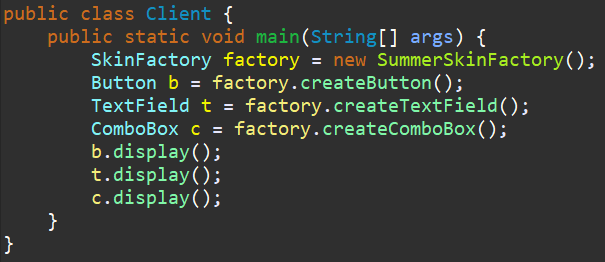 public class Client {
    public static void main(String[] args) {
        SkinFactory factory = new SummerSkinFactory();
        Button b = factory.createButton();
        TextField t = factory.createTextField();
        ComboBox c = factory.createComboBox();
        b.display();
        t.display();
        c.display();
    }
}